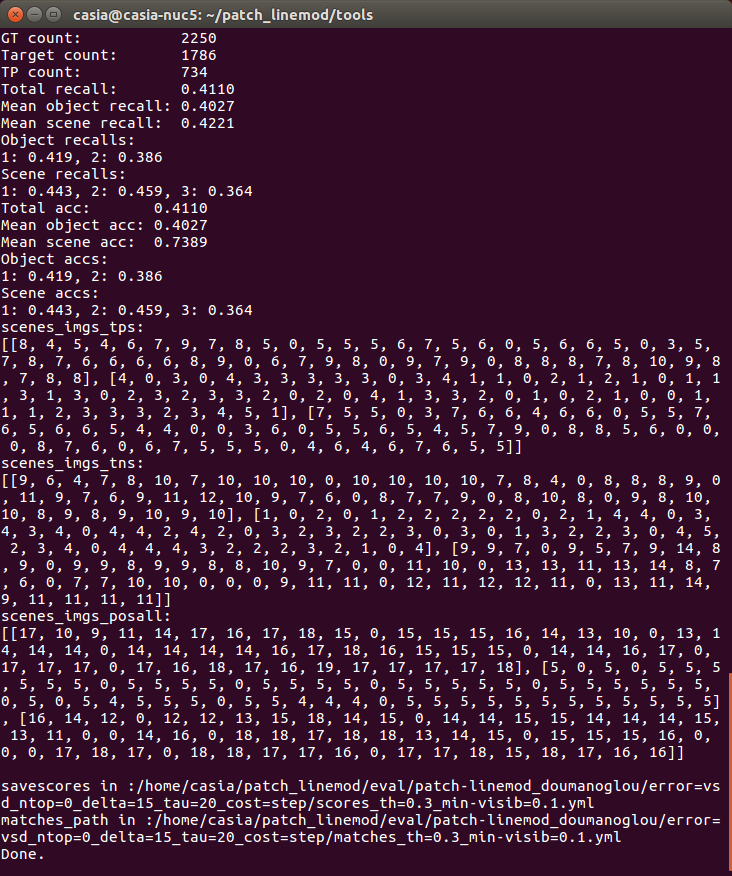 casia@casia-nuc5: ~/patch_linemod/tools
GT count:           2250
Target count:       1786
TP count:           734
Total recall:       0.4110
Mean object recall: 0.4027
Mean scene recall:  0.4221
Object recalls:
1: 0.419, 2: 0.386
Scene recalls:
1: 0.443, 2: 0.459, 3: 0.364
Total acc:       0.4110
Mean object acc: 0.4027
Mean scene acc:  0.7389
Object accs:
1: 0.419, 2: 0.386
Scene accs:
1: 0.443, 2: 0.459, 3: 0.364
scenes_imgs_tps:
[[8, 4, 5, 4, 6, 7, 9, 7, 8, 5, 0, 5, 5, 5, 6, 7, 5, 6, 0, 5, 6, 6, 5, 0, 3, 5,
7, 8, 7, 6, 6, 6, 6, 8, 9, 0, 6, 7, 9, 8, 0, 9, 7, 9, 0, 8, 8, 8, 7, 8, 10, 9, 8
, 7, 8, 8], [4, 0, 3, 0, 4, 3, 3, 3, 3, 3, 0, 3, 4, 1, 1, 0, 2, 1, 2, 1, 0, 1, 1
, 3, 1, 3, 0, 2, 3, 2, 3, 3, 2, 0, 2, 0, 4, 1, 3, 3, 2, 0, 1, 0, 2, 1, 0, 0, 1,
1, 1, 2, 3, 3, 3, 2, 3, 4, 5, 1], [7, 5, 5, 0, 3, 7, 6, 6, 4, 6, 6, 0, 5, 5, 7,
6, 5, 6, 6, 5, 4, 4, 0, 0, 3, 6, 0, 5, 5, 6, 5, 4, 5, 7, 9, 0, 8, 8, 5, 6, 0, 0,
 0, 8, 7, 6, 0, 6, 7, 5, 5, 5, 0, 4, 6, 4, 6, 7, 6, 5, 5]]
scenes_imgs_tns:
[[9, 6, 4, 7, 8, 10, 7, 10, 10, 10, 0, 10, 10, 10, 10, 7, 8, 4, 0, 8, 8, 8, 9, 0
, 11, 9, 7, 6, 9, 11, 12, 10, 9, 7, 6, 0, 8, 7, 7, 9, 0, 8, 10, 8, 0, 9, 8, 10,
10, 8, 9, 8, 9, 10, 9, 10], [1, 0, 2, 0, 1, 2, 2, 2, 2, 2, 0, 2, 1, 4, 4, 0, 3,
4, 3, 4, 0, 4, 4, 2, 4, 2, 0, 3, 2, 3, 2, 2, 3, 0, 3, 0, 1, 3, 2, 2, 3, 0, 4, 5,
 2, 3, 4, 0, 4, 4, 4, 3, 2, 2, 2, 3, 2, 1, 0, 4], [9, 9, 7, 0, 9, 5, 7, 9, 14, 8
, 9, 0, 9, 9, 8, 9, 9, 8, 8, 10, 9, 7, 0, 0, 11, 10, 0, 13, 13, 11, 13, 14, 8, 7
, 6, 0, 7, 7, 10, 10, 0, 0, 0, 9, 11, 11, 0, 12, 11, 12, 12, 11, 0, 13, 11, 14,
9, 11, 11, 11, 11]]
scenes_imgs_posall:
[[17, 10, 9, 11, 14, 17, 16, 17, 18, 15, 0, 15, 15, 15, 16, 14, 13, 10, 0, 13, 1
4, 14, 14, 0, 14, 14, 14, 14, 16, 17, 18, 16, 15, 15, 15, 0, 14, 14, 16, 17, 0,
17, 17, 17, 0, 17, 16, 18, 17, 16, 19, 17, 17, 17, 17, 18], [5, 0, 5, 0, 5, 5, 5
, 5, 5, 5, 0, 5, 5, 5, 5, 0, 5, 5, 5, 5, 0, 5, 5, 5, 5, 5, 0, 5, 5, 5, 5, 5, 5,
0, 5, 0, 5, 4, 5, 5, 5, 0, 5, 5, 4, 4, 4, 0, 5, 5, 5, 5, 5, 5, 5, 5, 5, 5, 5, 5]
, [16, 14, 12, 0, 12, 12, 13, 15, 18, 14, 15, 0, 14, 14, 15, 15, 14, 14, 14, 15,
 13, 11, 0, 0, 14, 16, 0, 18, 18, 17, 18, 18, 13, 14, 15, 0, 15, 15, 15, 16, 0,
0, 0, 17, 18, 17, 0, 18, 18, 17, 17, 16, 0, 17, 17, 18, 15, 18, 17, 16, 16]]
savescores in :/home/casia/patch_linemod/eval/patch-linemod_doumanoglou/error=vs
d_ntop=0_delta=15_tau=20_cost=step/scores_th=0.3_min-visib=0.1.yml
matches_path in :/home/casia/patch_linemod/eval/patch-linemod_doumanoglou/error=
vsd_ntop=0_delta=15_tau=20_cost=step/matches_th=0.3_min-visib=0.1.yml
Done.